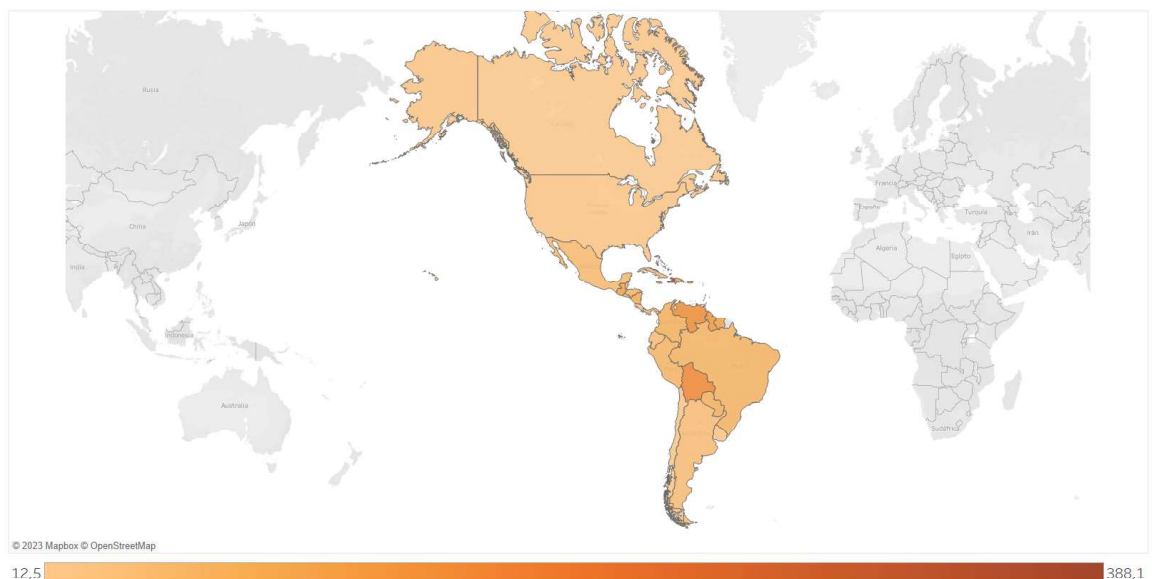 Rusia
China
Japón
India
Indonesia
Australia
Francia
España
Turquía
Irán
Argelia
Egipto
Sudáfrica
© 2023 Mapbox © OpenStreetMap
12,5
388,1